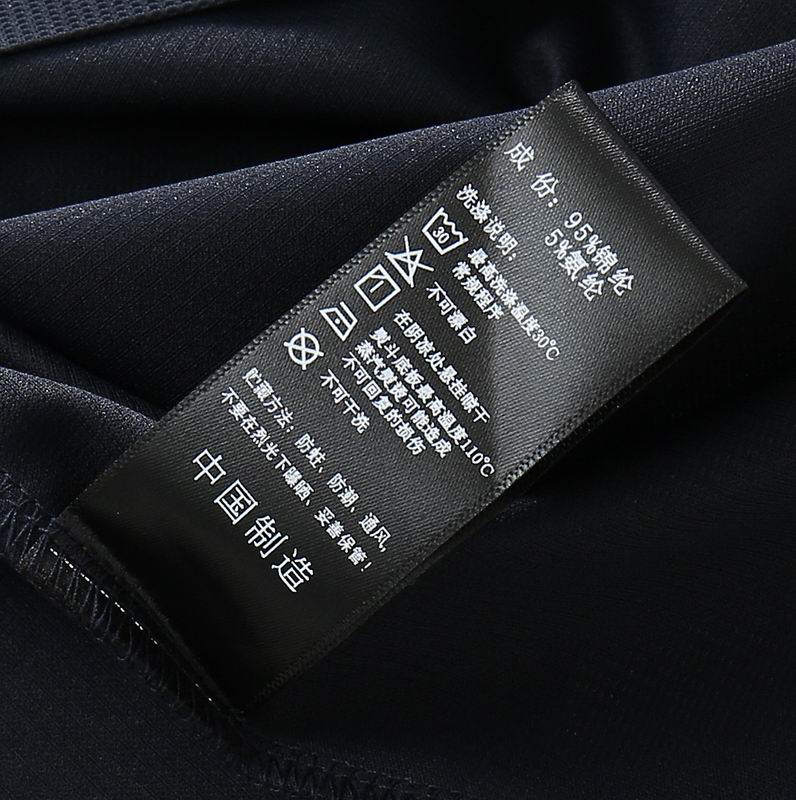 成 份：95%锦纶
5%氨纶
洗涤说明：
30
最高洗涤温度30℃
常规程序
不可漂白
在阴凉处悬挂晾干
熨斗底板最高温度110℃
蒸汽熨烫可能造成
不可回复的损伤
不可干洗
贮藏方法：防蛀、防潮、通风，
不要在烈光下曝晒、妥善保管！
中国制造